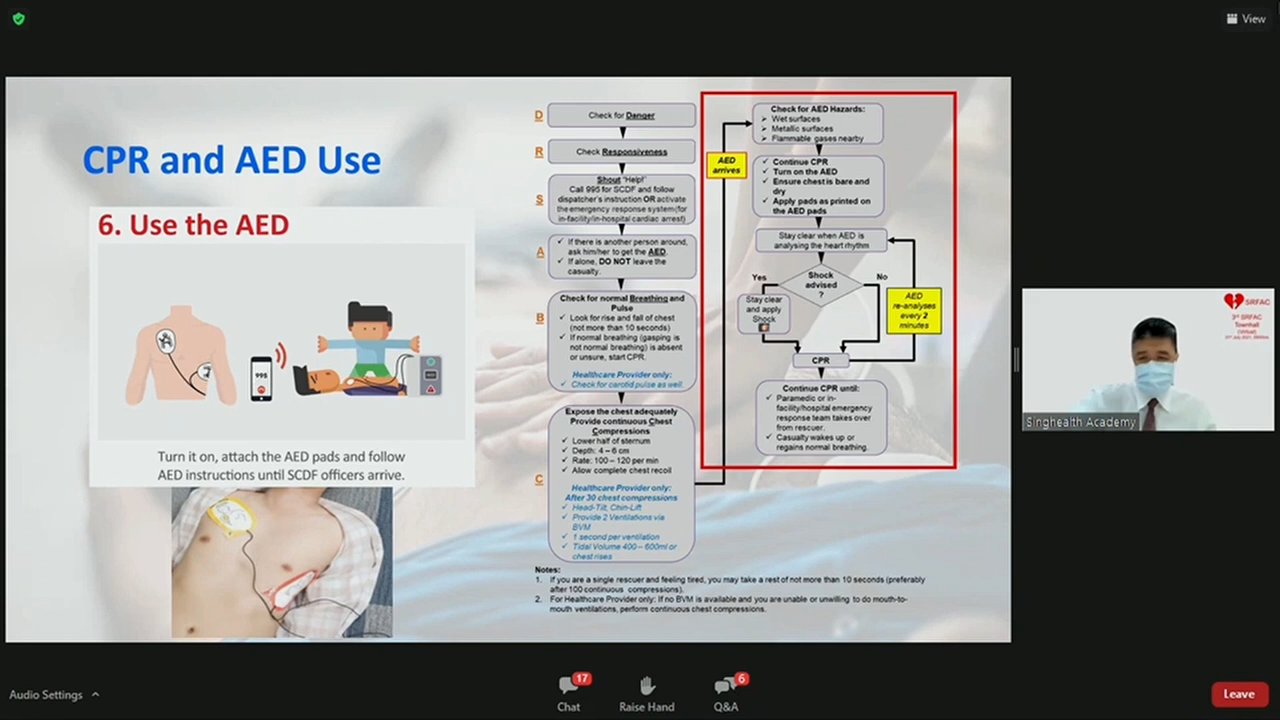 View
CPR and AED Use
6. Use the AED
995
Turn it on, attach the AED pads and follow
AED instructions until SCDF officers arrive.
D
Check for Danger
R
Check Responsiveness
S
Shout "Help!"
Call 995 for SCDF and follow
dispatcher's instruction OR activate
the emergency response system(for
in-facility/in-hospital cardiac arrest)
A
✓ If there is another person around,
ask him/her to get the AED.
✓ If alone, DO NOT leave the
casualty.
B
Check for normal Breathing and
Pulse
✓ Look for rise and fall of chest
(not more than 10 seconds)
✓ If normal breathing (gasping is
not normal breathing) is absent
or unsure, start CPR.
Healthcare Provider only:
✓ Check for carotid pulse as well.
C
Expose the chest adequately
Provide continuous Chest
Compressions
✓ Lower half of sternum
✓ Depth: 4 – 6 cm
✓ Rate: 100 – 120 per min
✓ Allow complete chest recoil
Healthcare Provider only:
After 30 chest compressions
✓ Head-Tilt, Chin-Lift
✓ Provide 2 Ventilations via
BVM
✓ 1 second per ventilation
✓ Tidal Volume 400 – 600ml or
chest rises
AED
arrives
Check for AED Hazards:
➢ Wet surfaces
➢ Metallic surfaces
➢ Flammable gases nearby
✓ Continue CPR
✓ Turn on the AED
✓ Ensure chest is bare and
dry
✓ Apply pads as printed on
the AED pads
Stay clear when AED is
analysing the heart rhythm
Yes
Shock
advised
?
No
Stay clear
and apply
Shock
AED
re-analyses
every 2
minutes
CPR
Continue CPR until:
✓ Paramedic or in-
facility/hospital emergency
response team takes over
from rescuer.
✓ Casualty wakes up or
regains normal breathing.
Notes:
1. If you are a single rescuer and feeling tired, you may take a rest of not more than 10 seconds (preferably
after 100 continuous compressions).
2. For Healthcare Provider only: If no BVM is available and you are unable or unwilling to do mouth-to-
mouth ventilations, perform continuous chest compressions.
SRFAC
3rd SRFAC
Townhall
(Virtual)
Singhealth Academy
Audio Settings
17
Chat
Raise Hand
6
Q&A
Leave